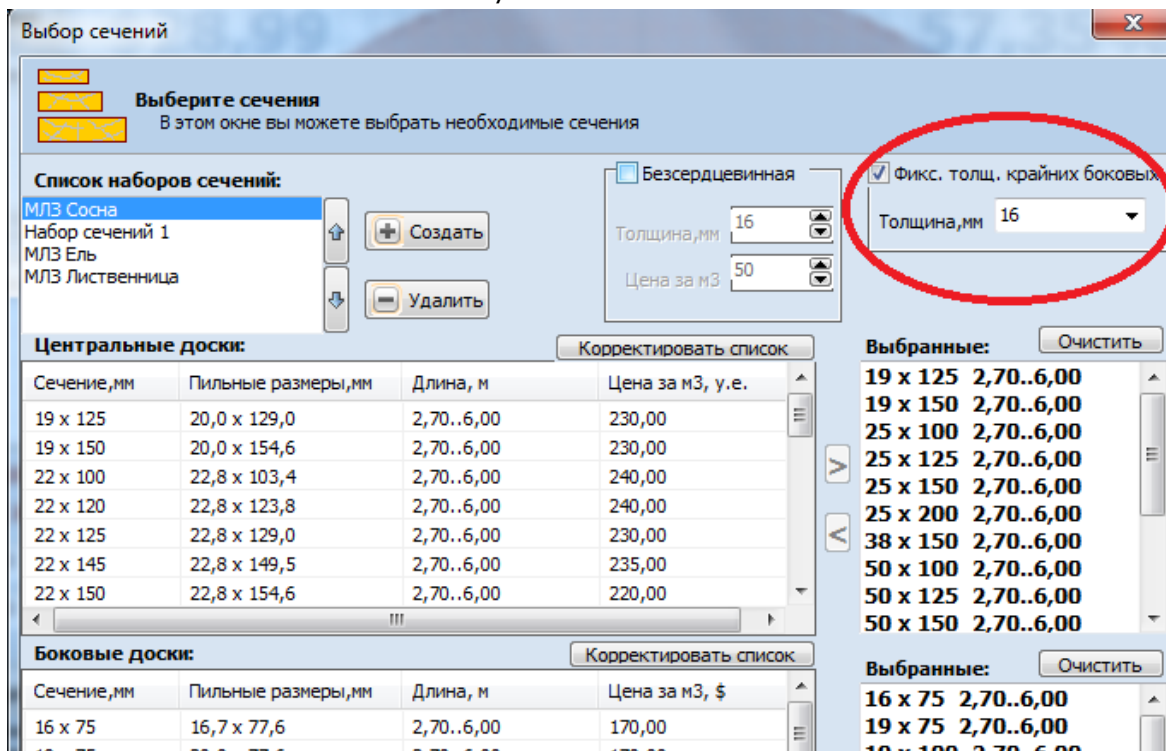 Выбор сечений
Выберите сечения
В этом окне вы можете выбрать необходимые сечения
Список наборов сечений:
МЛЗ Сосна
Набор сечений 1
МЛЗ Ель
МЛЗ Лиственница
Создать
Удалить
Безсердцевинная
Толщина,мм 16
Цена за м3 50
Фикс. толщ. крайних боковых
Толщина,мм 16
Центральные доски:
Корректировать список
Сечение,мм Пильные размеры,мм Длина, м Цена за м3, у.е.
19 x 125 20,0 x 129,0 2,70..6,00 230,00
19 x 150 20,0 x 154,6 2,70..6,00 230,00
22 x 100 22,8 x 103,4 2,70..6,00 240,00
22 x 120 22,8 x 123,8 2,70..6,00 240,00
22 x 125 22,8 x 129,0 2,70..6,00 230,00
22 x 145 22,8 x 149,5 2,70..6,00 235,00
22 x 150 22,8 x 154,6 2,70..6,00 220,00
>
<
Выбранные:
Очистить
19 x 125 2,70..6,00
19 x 150 2,70..6,00
25 x 100 2,70..6,00
25 x 125 2,70..6,00
25 x 150 2,70..6,00
25 x 200 2,70..6,00
38 x 150 2,70..6,00
50 x 100 2,70..6,00
50 x 125 2,70..6,00
50 x 150 2,70..6,00
Боковые доски:
Корректировать список
Сечение,мм Пильные размеры,мм Длина, м Цена за м3, $
16 x 75 16,7 x 77,6 2,70..6,00 170,00
Выбранные:
Очистить
16 x 75 2,70..6,00
19 x 75 2,70..6,00